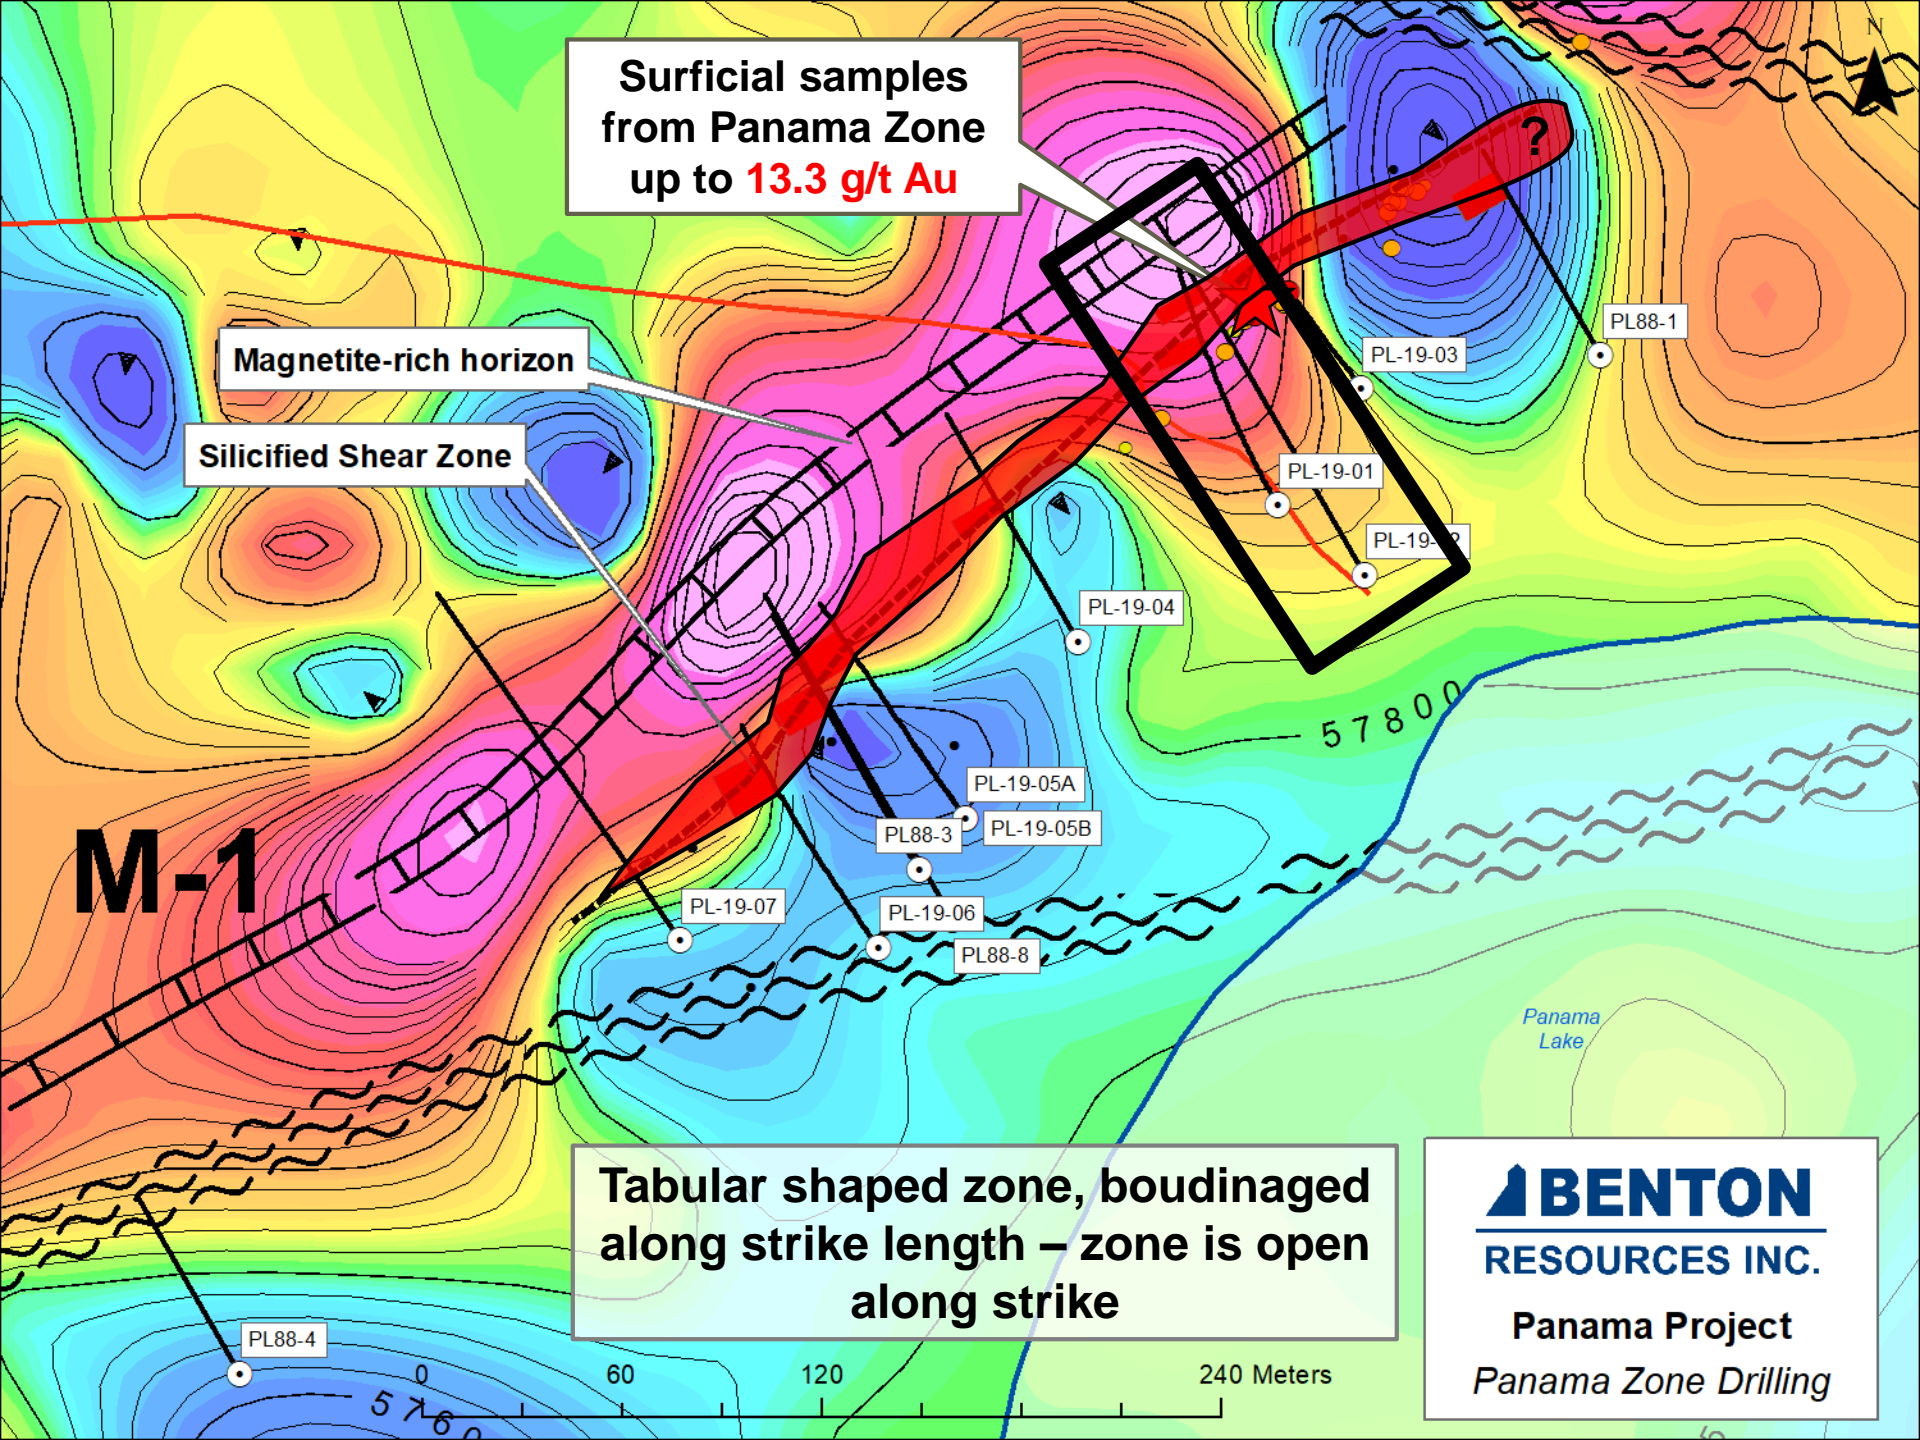 N
Surficial samples
from Panama Zone
up to 13.3 g/t Au
?
PL88-1
PL-19-03
Magnetite-rich horizon
Silicified Shear Zone
PL-19-01
PL-19-04
57800
PL-19-05A
PL88-3
PL-19-05B
M-1
PL-19-07
PL-19-06
PL88-8
Panama
Lake
Tabular shaped zone, boudinaged
along strike length – zone is open
along strike
BENTON
RESOURCES INC.
Panama Project
Panama Zone Drilling
PL88-4
0 60 120 240 Meters